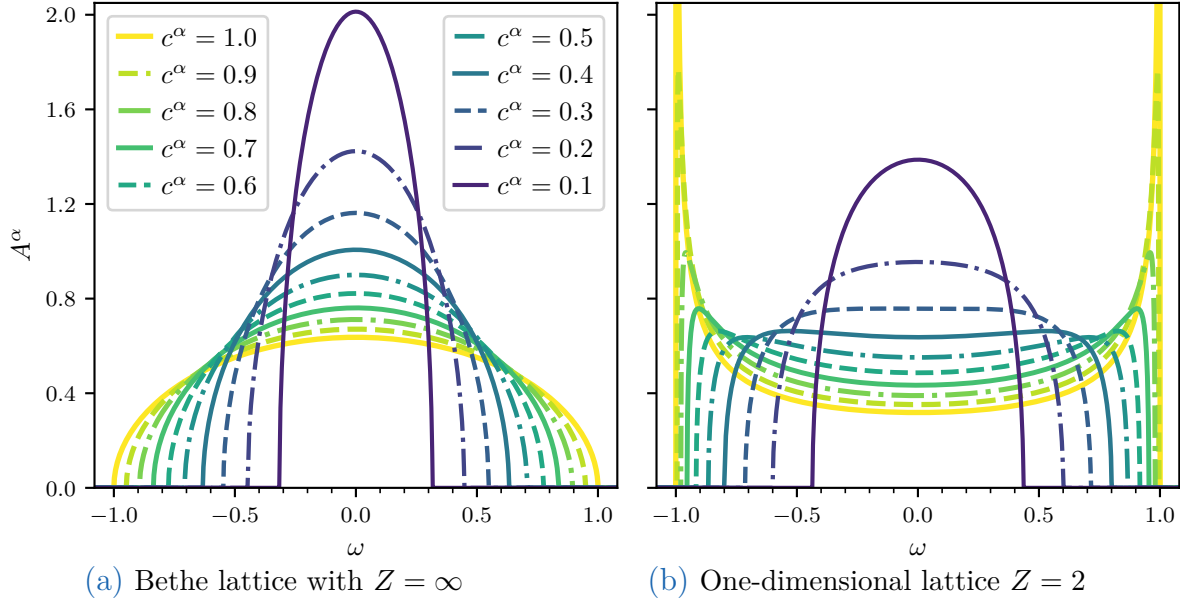 2.0
1.6
1.2
0.8
0.4
0.0
A^α
c^α = 1.0
c^α = 0.9
c^α = 0.8
c^α = 0.7
c^α = 0.6
c^α = 0.5
c^α = 0.4
c^α = 0.3
c^α = 0.2
c^α = 0.1
−1.0 −0.5 0.0 0.5 1.0
ω
(a) Bethe lattice with Z = ∞
−1.0 −0.5 0.0 0.5 1.0
ω
(b) One-dimensional lattice Z = 2